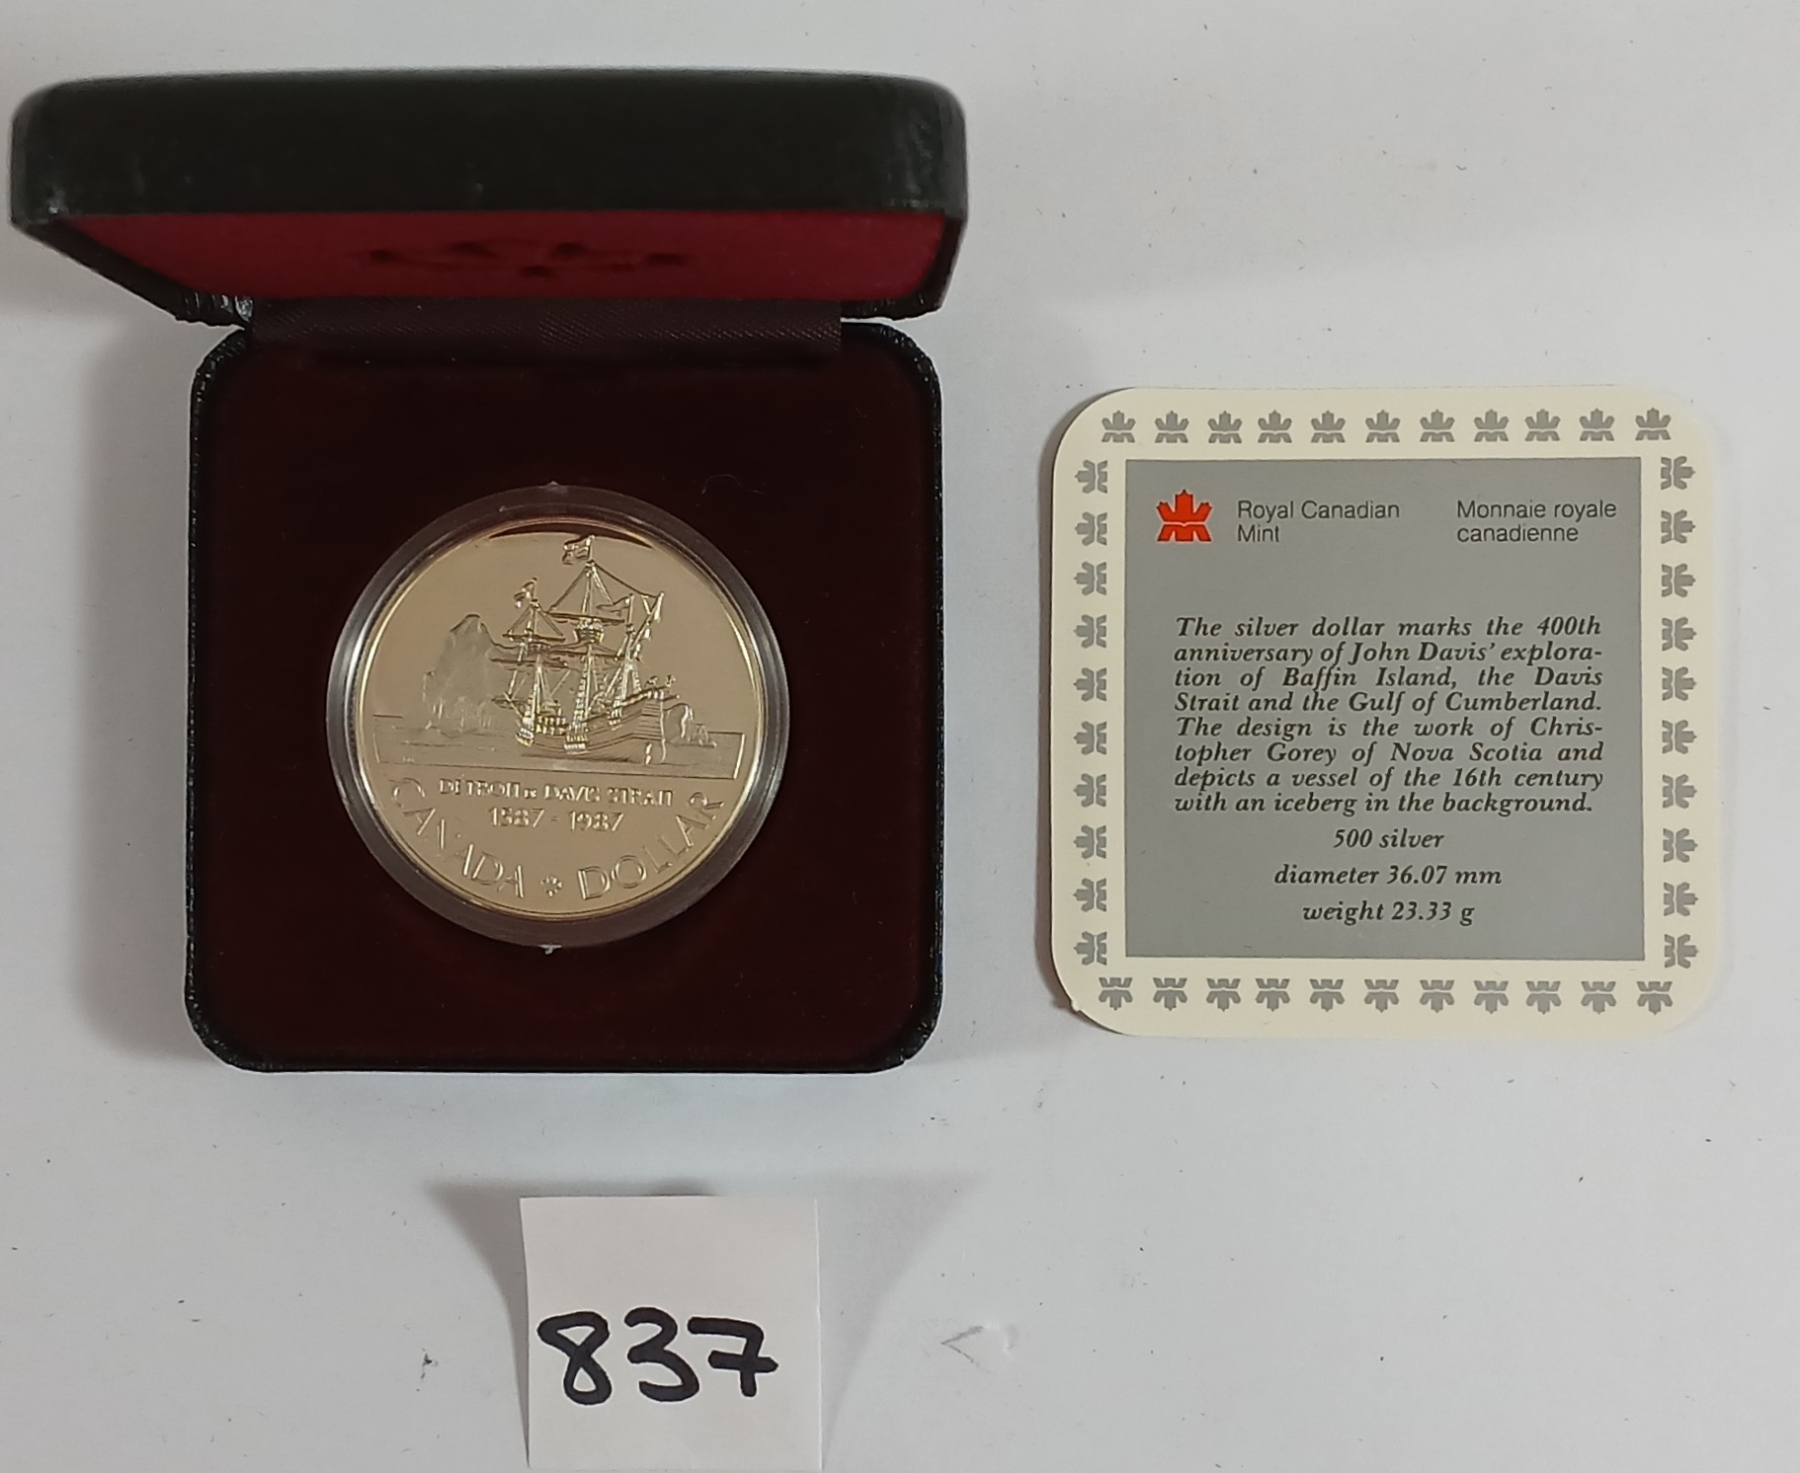 DÉTROIT DE DAVIS STRAIT
1587 - 1987
CANADA DOLLAR
Royal Canadian
Mint
Monnaie royale
canadienne
The silver dollar marks the 400th
anniversary of John Davis' explora-
tion of Baffin Island, the Davis
Strait and the Gulf of Cumberland.
The design is the work of Chris-
topher Gorey of Nova Scotia and
depicts a vessel of the 16th century
with an iceberg in the background.
500 silver
diameter 36.07 mm
weight 23.33 g
837